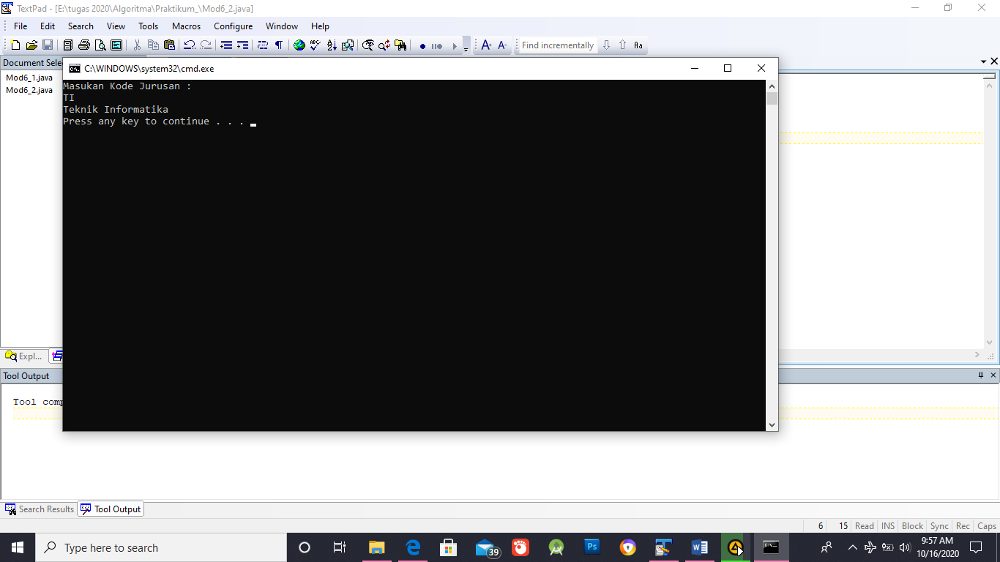 TextPad - [E:\tugas 2020\Algoritma\Praktikum_\Mod6_2.java]
File Edit Search View Tools Macros Configure Window Help
Find incrementally Aa
Document Sele
C:\WINDOWS\system32\cmd.exe
Mod6_1.java
Mod6_2.java
Masukan Kode Jurusan :
TI
Teknik Informatika
Press any key to continue . . .
Expl...
Tool Output
Tool comp
Search Results Tool Output
6 15 Read INS Block Sync Rec Caps
Type here to search
39
Ps
9:57 AM
10/16/2020